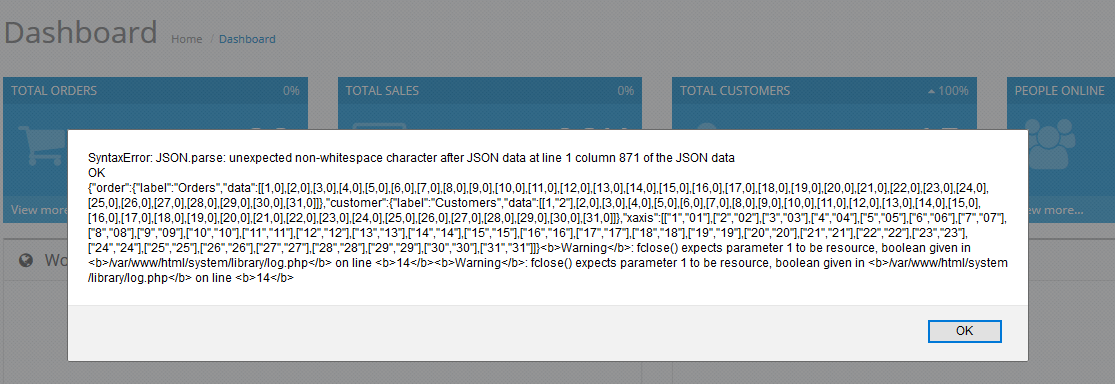 Dashboard Home / Dashboard
TOTAL ORDERS 0% TOTAL SALES 0% TOTAL CUSTOMERS 100% PEOPLE ONLINE
SyntaxError: JSON.parse: unexpected non-whitespace character after JSON data at line 1 column 871 of the JSON data
OK
{"order":{"label":"Orders","data":[[1,0],[2,0],[3,0],[4,0],[5,0],[6,0],[7,0],[8,0],[9,0],[10,0],[11,0],[12,0],[13,0],[14,0],[15,0],[16,0],[17,0],[18,0],[19,0],[20,0],[21,0],[22,0],[23,0],[24,0],
[25,0],[26,0],[27,0],[28,0],[29,0],[30,0],[31,0]]},"customer":{"label":"Customers","data":[[1,"2"],[2,0],[3,0],[4,0],[5,0],[6,0],[7,0],[8,0],[9,0],[10,0],[11,0],[12,0],[13,0],[14,0],[15,0],
[16,0],[17,0],[18,0],[19,0],[20,0],[21,0],[22,0],[23,0],[24,0],[25,0],[26,0],[27,0],[28,0],[29,0],[30,0],[31,0]]},"xaxis":[["1","01"],["2","02"],["3","03"],["4","04"],["5","05"],["6","06"],["7","07"],
["8","08"],["9","09"],["10","10"],["11","11"],["12","12"],["13","13"],["14","14"],["15","15"],["16","16"],["17","17"],["18","18"],["19","19"],["20","20"],["21","21"],["22","22"],["23","23"],
["24","24"],["25","25"],["26","26"],["27","27"],["28","28"],["29","29"],["30","30"],["31","31"]]}<b>Warning</b>: fclose() expects parameter 1 to be resource, boolean given in
<b>/var/www/html/system/library/log.php</b> on line <b>14</b><b>Warning</b>: fclose() expects parameter 1 to be resource, boolean given in <b>/var/www/html/system
/library/log.php</b> on line <b>14</b>
View more...
Wo
OK